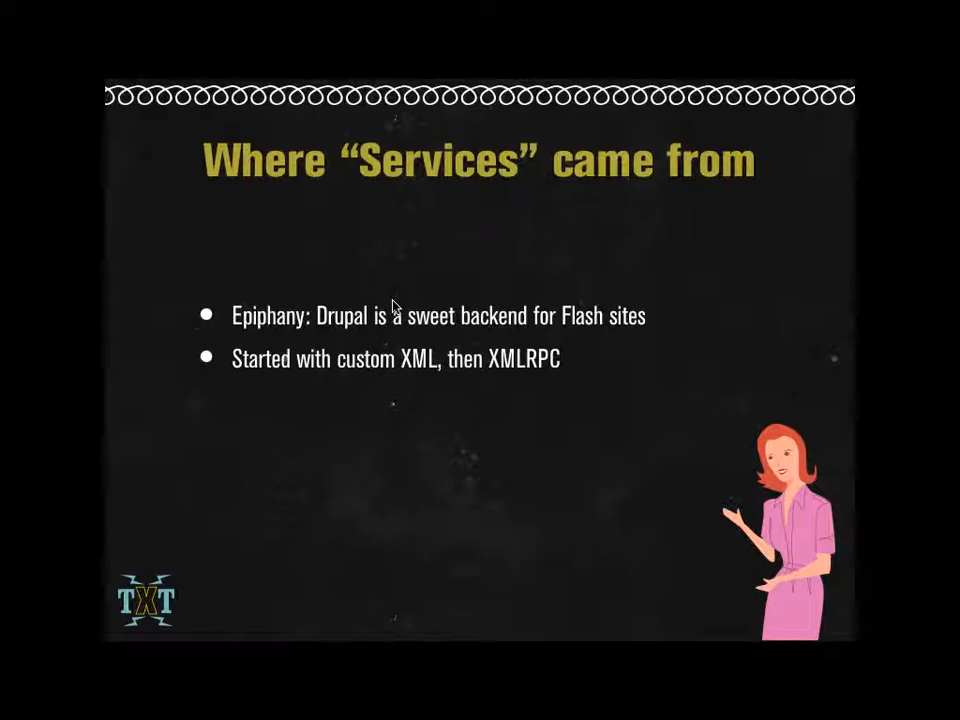 Where “Services” came from
Epiphany: Drupal is a sweet backend for Flash sites
Started with custom XML, then XMLRPC
TXT